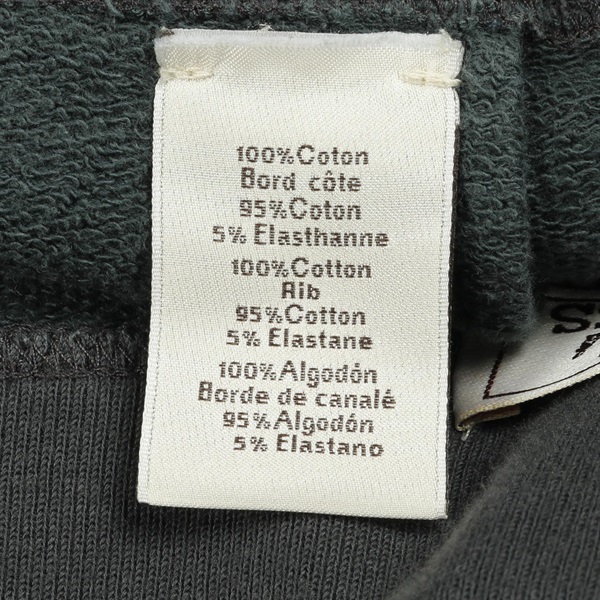 100%Coton
Bord côte
95%Coton
5% Elasthanne
100%Cotton
Rib
95%Cotton
5% Elastane
100%Algodón
Borde de canalé
95%Algodón
5% Elastano